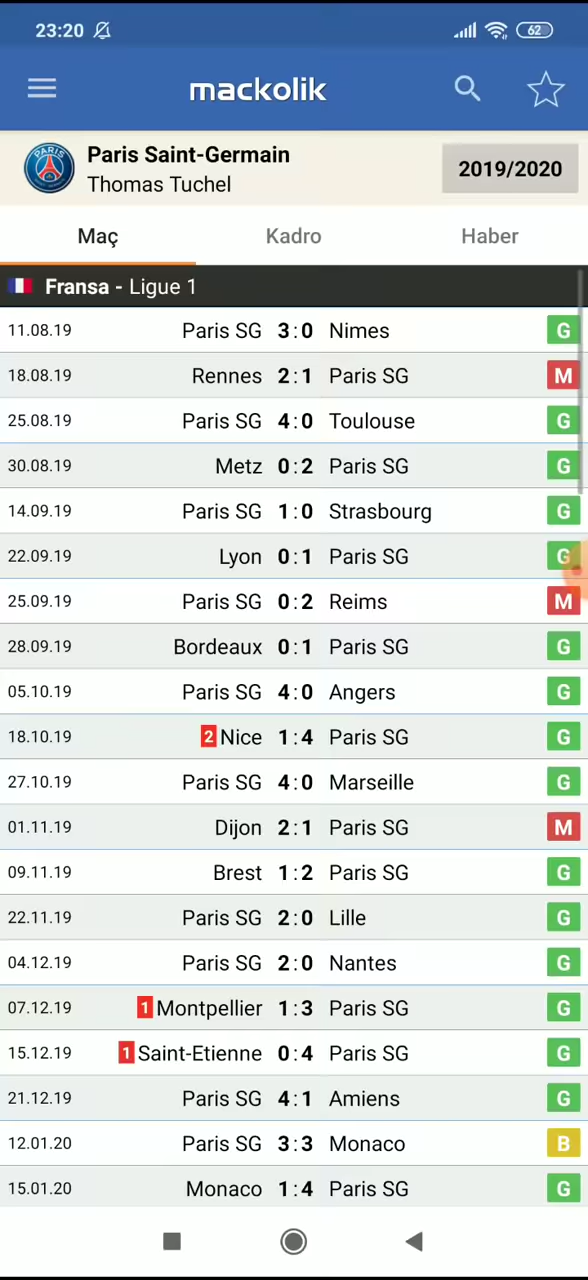 23:20 62
mackolik
PARIS
Paris Saint-Germain
Thomas Tuchel
2019/2020
Maç Kadro Haber
Fransa - Ligue 1
11.08.19 Paris SG 3:0 Nimes G
18.08.19 Rennes 2:1 Paris SG M
25.08.19 Paris SG 4:0 Toulouse G
30.08.19 Metz 0:2 Paris SG G
14.09.19 Paris SG 1:0 Strasbourg G
22.09.19 Lyon 0:1 Paris SG G
25.09.19 Paris SG 0:2 Reims M
28.09.19 Bordeaux 0:1 Paris SG G
05.10.19 Paris SG 4:0 Angers G
18.10.19 2 Nice 1:4 Paris SG G
27.10.19 Paris SG 4:0 Marseille G
01.11.19 Dijon 2:1 Paris SG M
09.11.19 Brest 1:2 Paris SG G
22.11.19 Paris SG 2:0 Lille G
04.12.19 Paris SG 2:0 Nantes G
07.12.19 1 Montpellier 1:3 Paris SG G
15.12.19 1 Saint-Etienne 0:4 Paris SG G
21.12.19 Paris SG 4:1 Amiens G
12.01.20 Paris SG 3:3 Monaco B
15.01.20 Monaco 1:4 Paris SG G